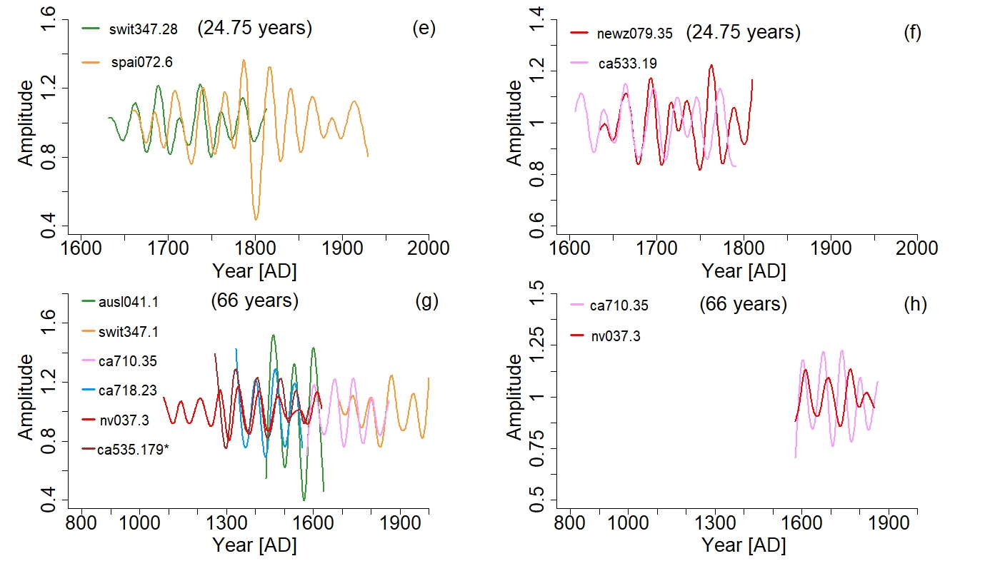 1.6
1.2
0.8
0.4
Amplitude
swit347.28 (24.75 years) (e)
spai072.6
1600 1700 1800 1900 2000
Year [AD]
1.4
1.2
1
0.8
0.6
Amplitude
newz079.35 (24.75 years) (f)
ca533.19
1600 1700 1800 1900 2000
Year [AD]
1.6
1.2
0.8
0.4
Amplitude
ausl041.1 (66 years) (g)
swit347.1
ca710.35
ca718.23
nv037.3
ca535.179*
800 1000 1300 1600 1900
Year [AD]
1.5
1.25
1
0.75
0.5
Amplitude
ca710.35 (66 years) (h)
nv037.3
800 1000 1300 1600 1900
Year [AD]